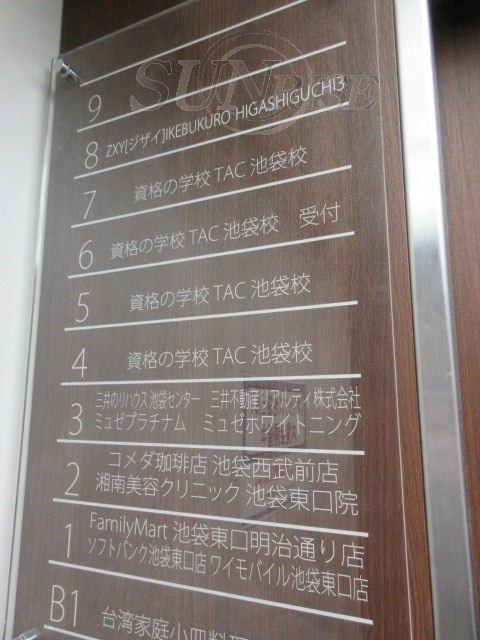 SUNRISE
9
8 ZXY[ジザイ]IKEBUKURO HIGASHIGUCHI3
7 資格の学校 TAC 池袋校
6 資格の学校 TAC 池袋校 受付
5 資格の学校 TAC 池袋校
4 資格の学校 TAC 池袋校
三井のリハウス 池袋センター 三井不動産リアルティ株式会社
3 ミュゼプラチナム ミュゼホワイトニング
コメダ珈琲店 池袋西武前店
2 湘南美容クリニック 池袋東口院
FamilyMart 池袋東口明治通り店
1 ソフトバンク池袋東口店 ワイモバイル池袋東口店
B1 台湾家庭小皿料理